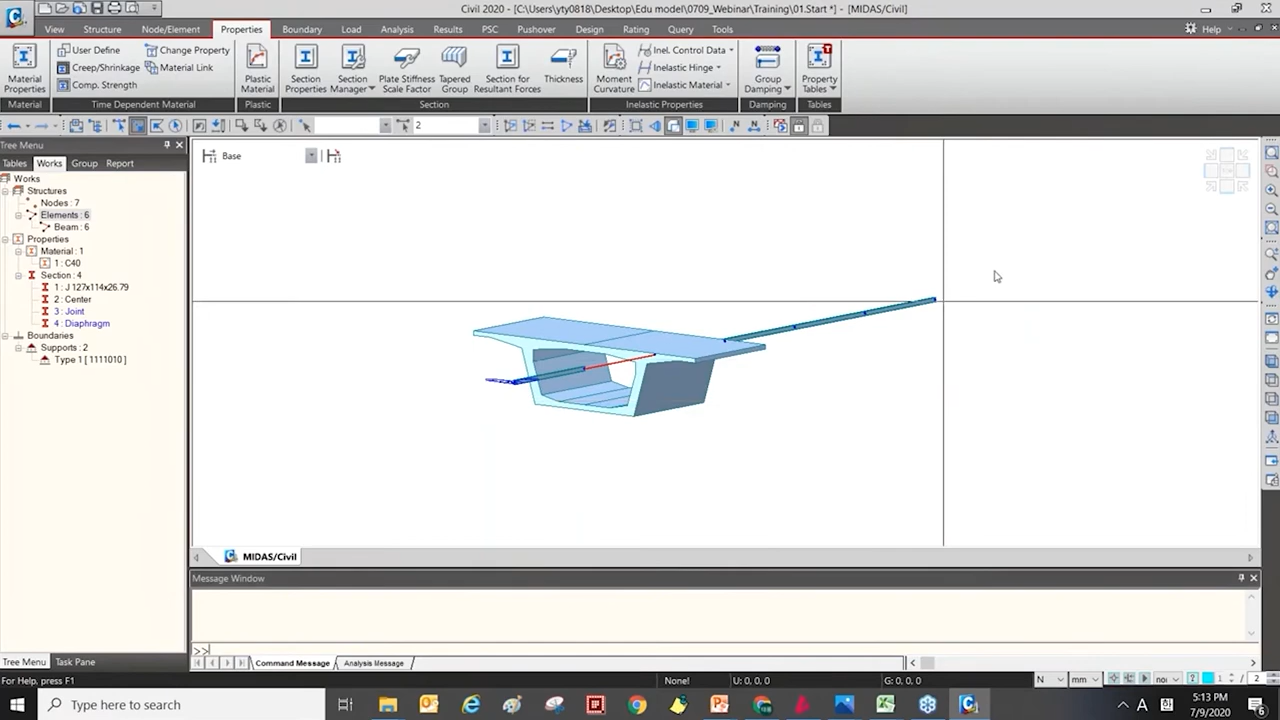 Civil 2020 - [C:\Users\yty0818\Desktop\Edu model\0709_Webinar\Training\01.Start *] - [MIDAS/Civil]
View Structure Node/Element Properties Boundary Load Analysis Results PSC Pushover Design Rating Query Tools Help
Material Properties
User Define
Creep/Shrinkage
Comp. Strength
Change Property
Material Link
Plastic Material
Section Properties
Section Manager
Plate Stiffness Scale Factor
Tapered Group
Section for Resultant Forces
Thickness
Moment Curvature
Inel. Control Data
Inelastic Hinge
Inelastic Material
Group Damping
Property Tables
Material Time Dependent Material Plastic Section Inelastic Properties Damping Tables
2
Tree Menu
Tables Works Group Report
Base
Works
Structures
Nodes : 7
Elements : 6
Beam : 6
Properties
Material : 1
1 : C40
Section : 4
1 : J 127x114x26.79
2 : Center
3 : Joint
4 : Diaphragm
Boundaries
Supports : 2
Type 1 [ 1111010 ]
MIDAS/Civil
Message Window
>>
Tree Menu Task Pane
Command Message Analysis Message
For Help, press F1
None! U: 0, 0, 0 G: 0, 0, 0 N mm 1 / 2
Type here to search
A
5:13 PM
7/9/2020